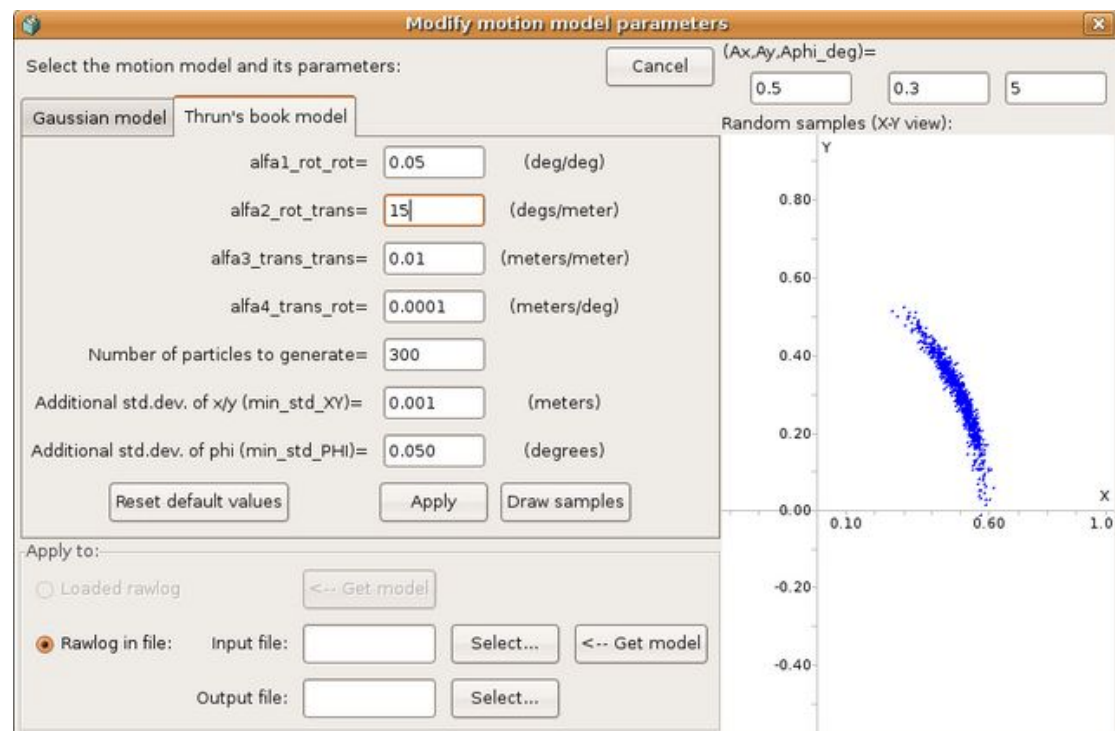 Modify motion model parameters
Select the motion model and its parameters:
Cancel
(Ax,Ay,Aphi_deg)=
0.5 0.3 5
Gaussian model Thrun's book model
Random samples (X-Y view):
alfa1_rot_rot= 0.05 (deg/deg)
alfa2_rot_trans= 15 (degs/meter)
alfa3_trans_trans= 0.01 (meters/meter)
alfa4_trans_rot= 0.0001 (meters/deg)
Number of particles to generate= 300
Additional std.dev. of x/y (min_std_XY)= 0.001 (meters)
Additional std.dev. of phi (min_std_PHI)= 0.050 (degrees)
Reset default values Apply Draw samples
Apply to:
Loaded rawlog <-- Get model
Rawlog in file: Input file: Select... <-- Get model
Output file: Select...
Y
0.80
0.60
0.40
0.20
X
0.00
0.10 0.60 1.0
-0.20
-0.40